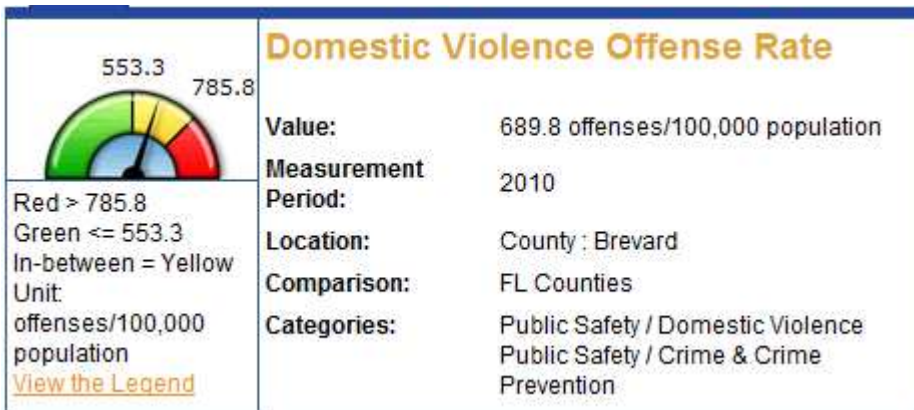 553.3
785.8
Red > 785.8
Green <= 553.3
In-between = Yellow
Unit:
offenses/100,000
population
View the Legend
Domestic Violence Offense Rate
Value: 689.8 offenses/100,000 population
Measurement
Period: 2010
Location: County : Brevard
Comparison: FL Counties
Categories: Public Safety / Domestic Violence
Public Safety / Crime & Crime
Prevention